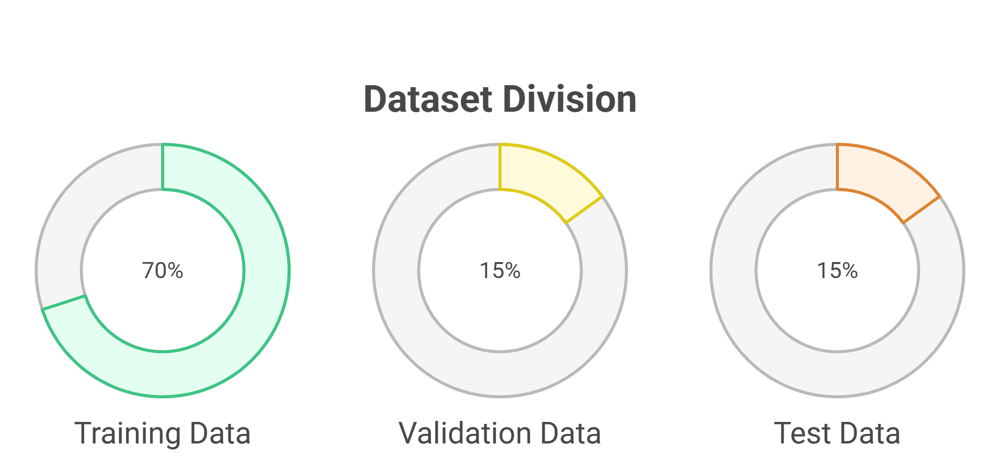 Dataset Division
70%
15%
15%
Training Data
Validation Data
Test Data